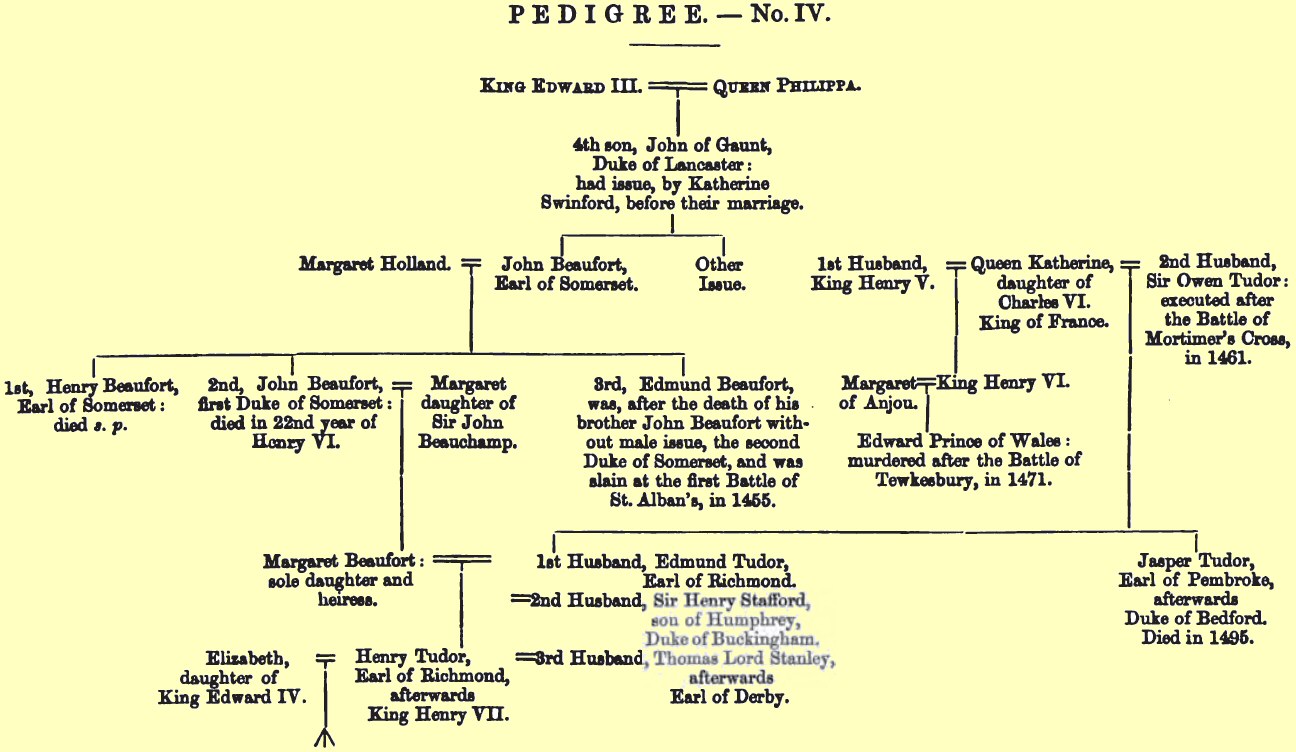 PEDIGREE. — No. IV.
KING EDWARD III.
QUEEN PHILIPPA.
4th son, John of Gaunt,
Duke of Lancaster:
had issue, by Katherine
Swinford, before their marriage.
Margaret Holland.
John Beaufort,
Earl of Somerset.
Other
Issue.
1st Husband,
King Henry V.
Queen Katherine,
daughter of
Charles VI.
King of France.
2nd Husband,
Sir Owen Tudor:
executed after
the Battle of
Mortimer's Cross,
in 1461.
1st, Henry Beaufort,
Earl of Somerset:
died s. p.
2nd, John Beaufort,
first Duke of Somerset:
died in 22nd year of
Henry VI.
Margaret
daughter of
Sir John
Beauchamp.
3rd, Edmund Beaufort,
was, after the death of his
brother John Beaufort with-
out male issue, the second
Duke of Somerset, and was
slain at the first Battle of
St. Alban's, in 1455.
Margaret
of Anjou.
King Henry VI.
Edward Prince of Wales:
murdered after the Battle of
Tewkesbury, in 1471.
Margaret Beaufort:
sole daughter and
heiress.
1st Husband, Edmund Tudor,
Earl of Richmond.
2nd Husband, Sir Henry Stafford,
son of Humphrey,
Duke of Buckingham.
3rd Husband, Thomas Lord Stanley,
afterwards
Earl of Derby.
Jasper Tudor,
Earl of Pembroke,
afterwards
Duke of Bedford.
Died in 1495.
Elizabeth,
daughter of
King Edward IV.
Henry Tudor,
Earl of Richmond,
afterwards
King Henry VII.